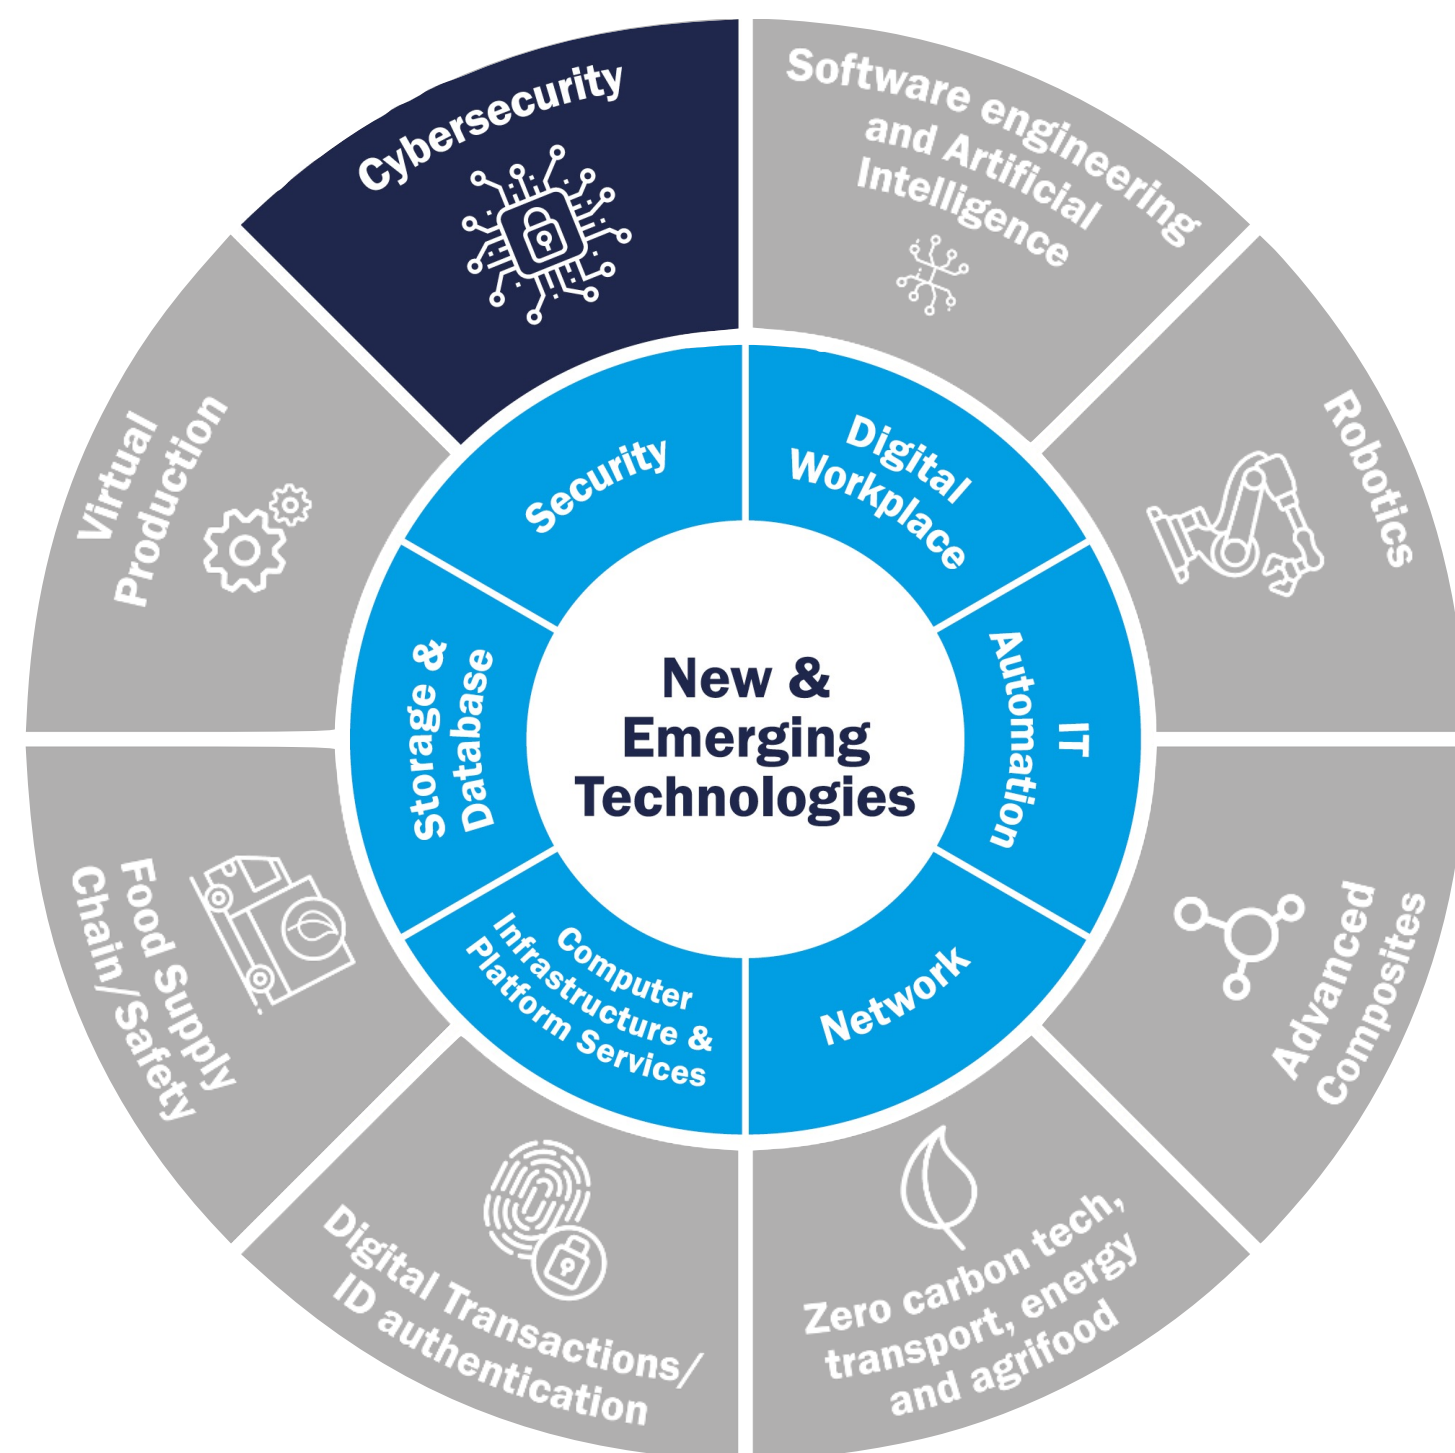 Cybersecurity
Software engineering
and Artificial
Intelligence
Robotics
Advanced
Composites
Zero carbon tech,
transport, energy
and agrifood
Digital Transactions/
ID authentication
Food Supply
Chain/Safety
Virtual
Production
Security
Digital
Workplace
IT
Automation
Network
Computer
Infrastructure &
Platform Services
Storage &
Database
New &
Emerging
Technologies